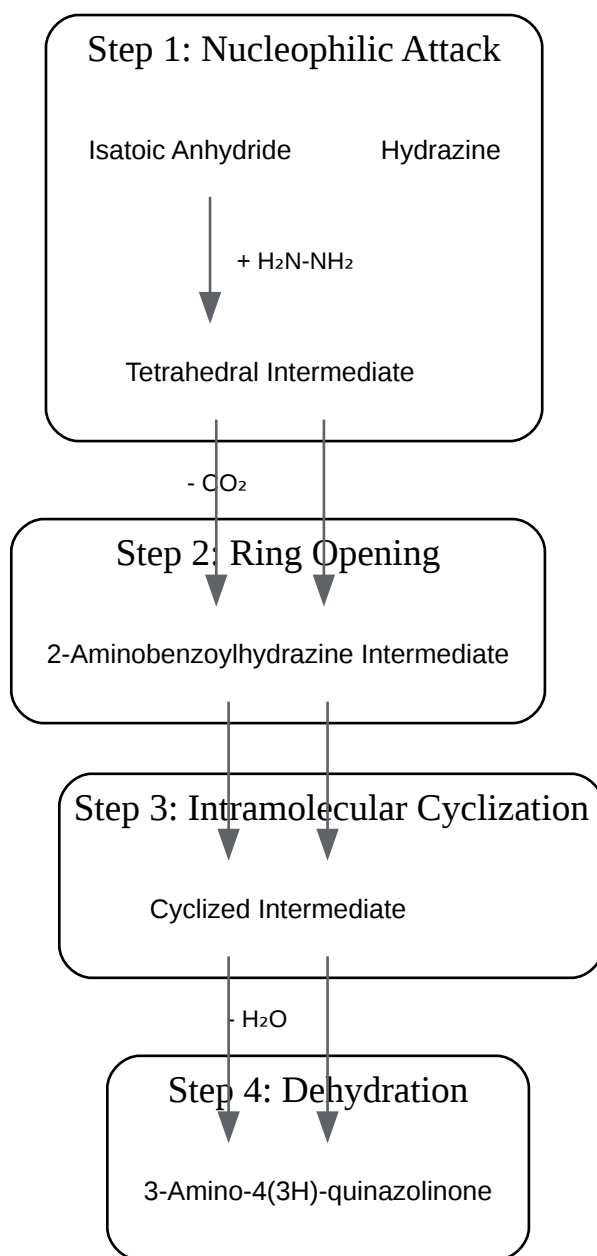 Step 1: Nucleophilic Attack
Isatoic Anhydride
Hydrazine
+ H₂N-NH₂
Tetrahedral Intermediate
- CO₂
Step 2: Ring Opening
2-Aminobenzoylhydrazine Intermediate
Step 3: Intramolecular Cyclization
Cyclized Intermediate
- H₂O
Step 4: Dehydration
3-Amino-4(3H)-quinazolinone